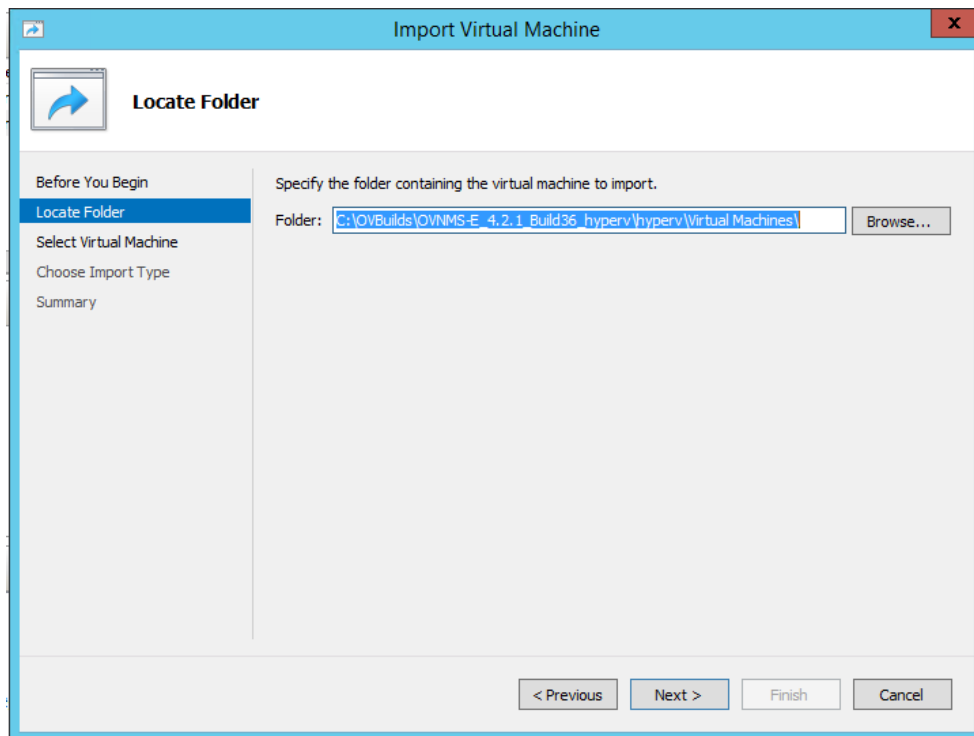 Import Virtual Machine
x
Locate Folder
Before You Begin
Locate Folder
Select Virtual Machine
Choose Import Type
Summary
Specify the folder containing the virtual machine to import.
Folder: C:\OVBuilds\OVNMS-E_4.2.1_Build36_hyperv\hyperv\Virtual Machines\ Browse...
< Previous Next > Finish Cancel